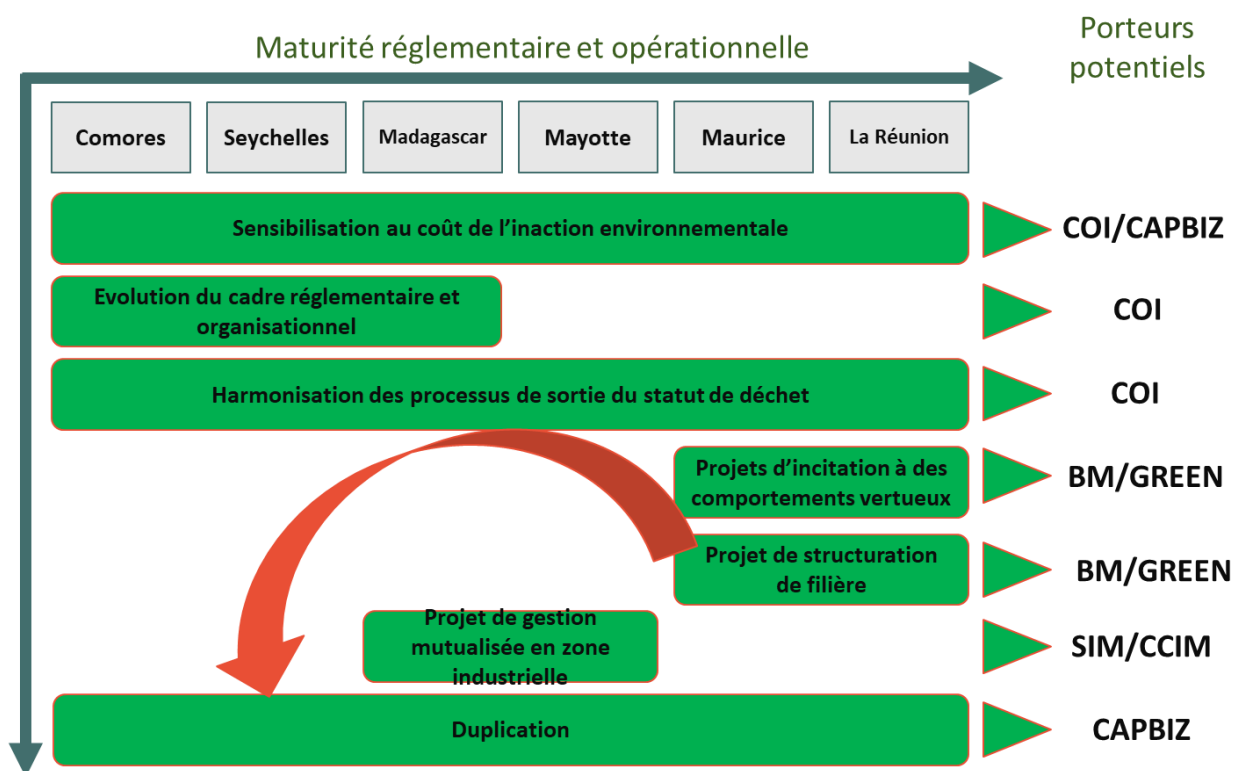 Maturité réglementaire et opérationnelle
Porteurs
potentiels
Comores
Seychelles
Madagascar
Mayotte
Maurice
La Réunion
Sensibilisation au coût de l’inaction environnementale
COI/CAPBIZ
Evolution du cadre réglementaire et
organisationnel
COI
Harmonisation des processus de sortie du statut de déchet
COI
Projets d’incitation à des
comportements vertueux
BM/GREEN
Projet de structuration
de filière
BM/GREEN
Projet de gestion
mutualisée en zone
industrielle
SIM/CCIM
Duplication
CAPBIZ